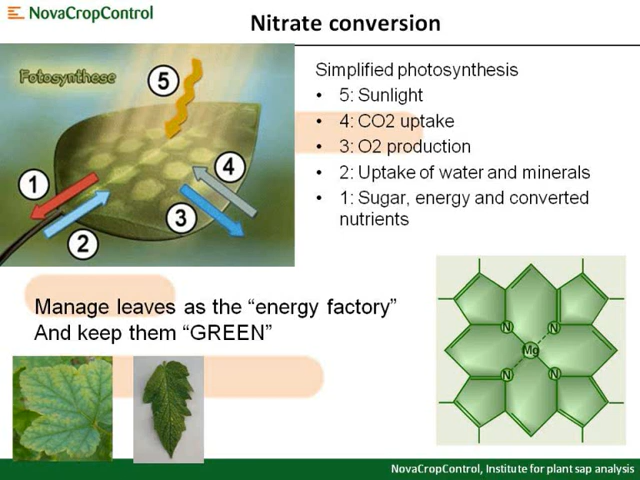 NovaCropControl
Nitrate conversion
Fotosynthese
5
4
1
3
2
Simplified photosynthesis
• 5: Sunlight
• 4: CO2 uptake
• 3: O2 production
• 2: Uptake of water and minerals
• 1: Sugar, energy and converted
nutrients
Manage leaves as the “energy factory”
And keep them “GREEN”
N N
Mg
N N
NovaCropControl, Institute for plant sap analysis